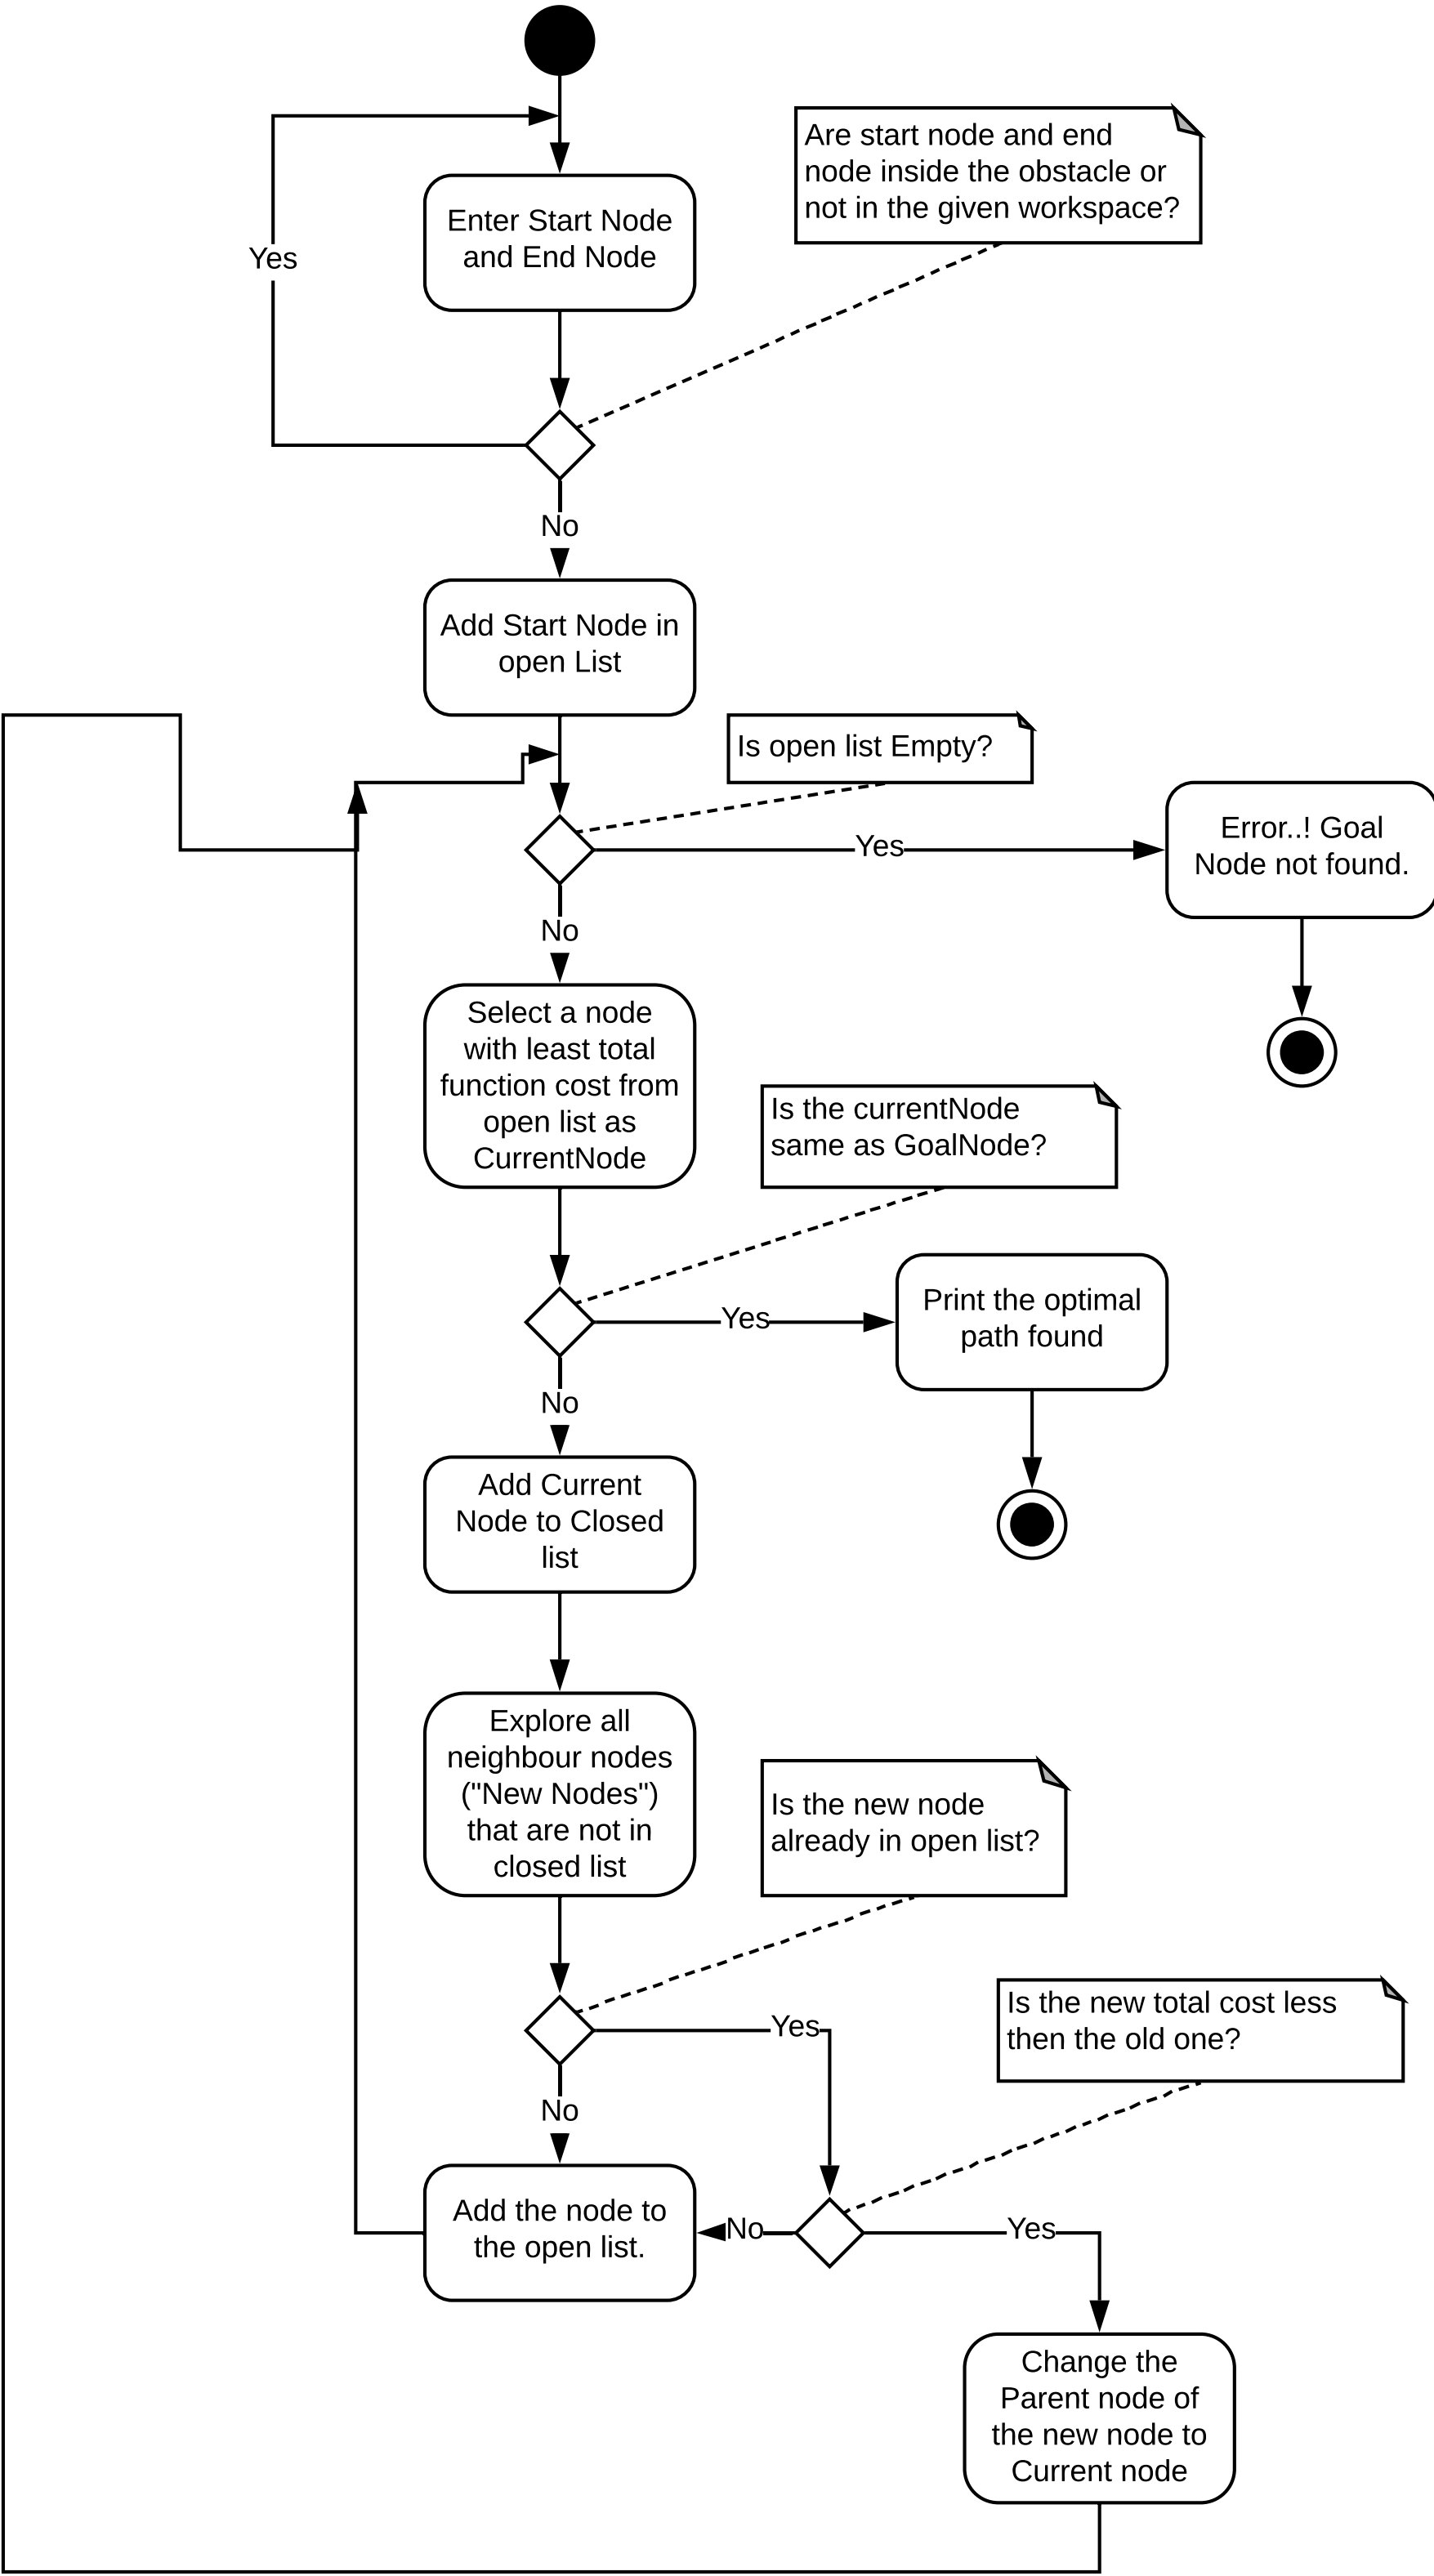 Are start node and end
node inside the obstacle or
not in the given workspace?
Enter Start Node
and End Node
Yes
No
Add Start Node in
open List
Is open list Empty?
Error..! Goal
Node not found.
Yes
No
Select a node
with least total
function cost from
open list as
CurrentNode
Is the currentNode
same as GoalNode?
Print the optimal
path found
Yes
No
Add Current
Node to Closed
list
Explore all
neighbour nodes
("New Nodes")
that are not in
closed list
Is the new node
already in open list?
Is the new total cost less
then the old one?
Yes
No
Add the node to
the open list.
No
Yes
Change the
Parent node of
the new node to
Current node